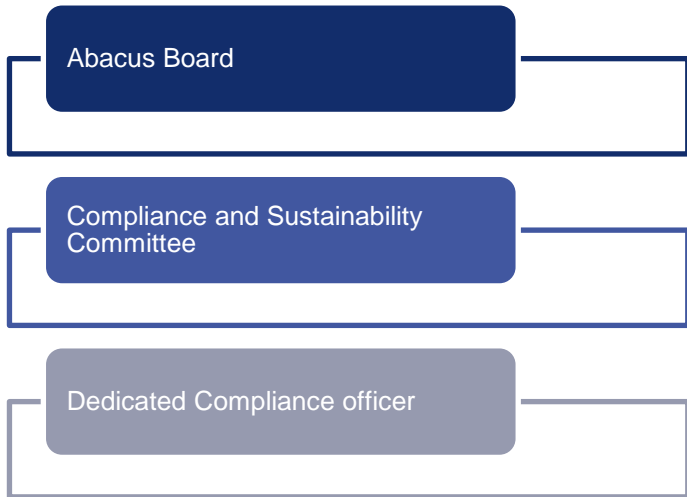 Abacus Board
Compliance and Sustainability
Committee
Dedicated Compliance officer